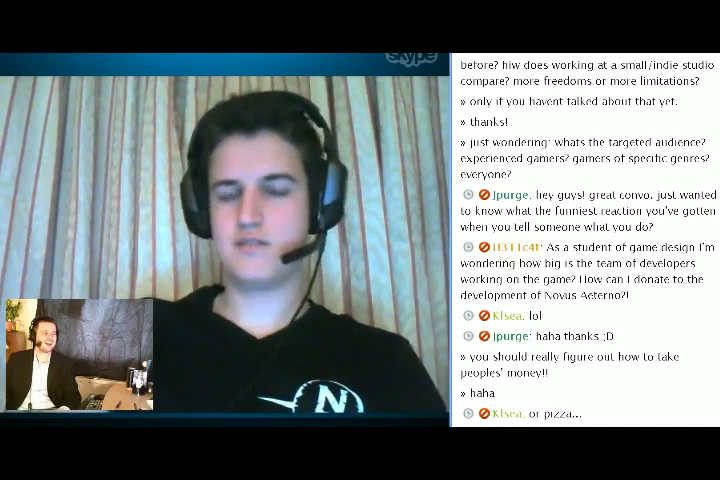 skype
before? hiw does working at a small/indie studio
compare? more freedoms or more limitations?
» only if you havent talked about that yet.
» thanks!
» just wondering: whats the targeted audience?
experienced gamers? gamers of specific genres?
everyone?
Jpurge: hey guys! great convo, just wanted
to know what the funniest reaction you've gotten
when you tell someone what you do?
H311c4t: As a student of game design I'm
wondering how big is the team of developers
working on the game? How can I donate to the
development of Novus Aeterno?!
Klsea: lol
Jpurge: haha thanks ;D
» you should really figure out how to take
peoples' money!!
» haha
Klsea: or pizza...
N